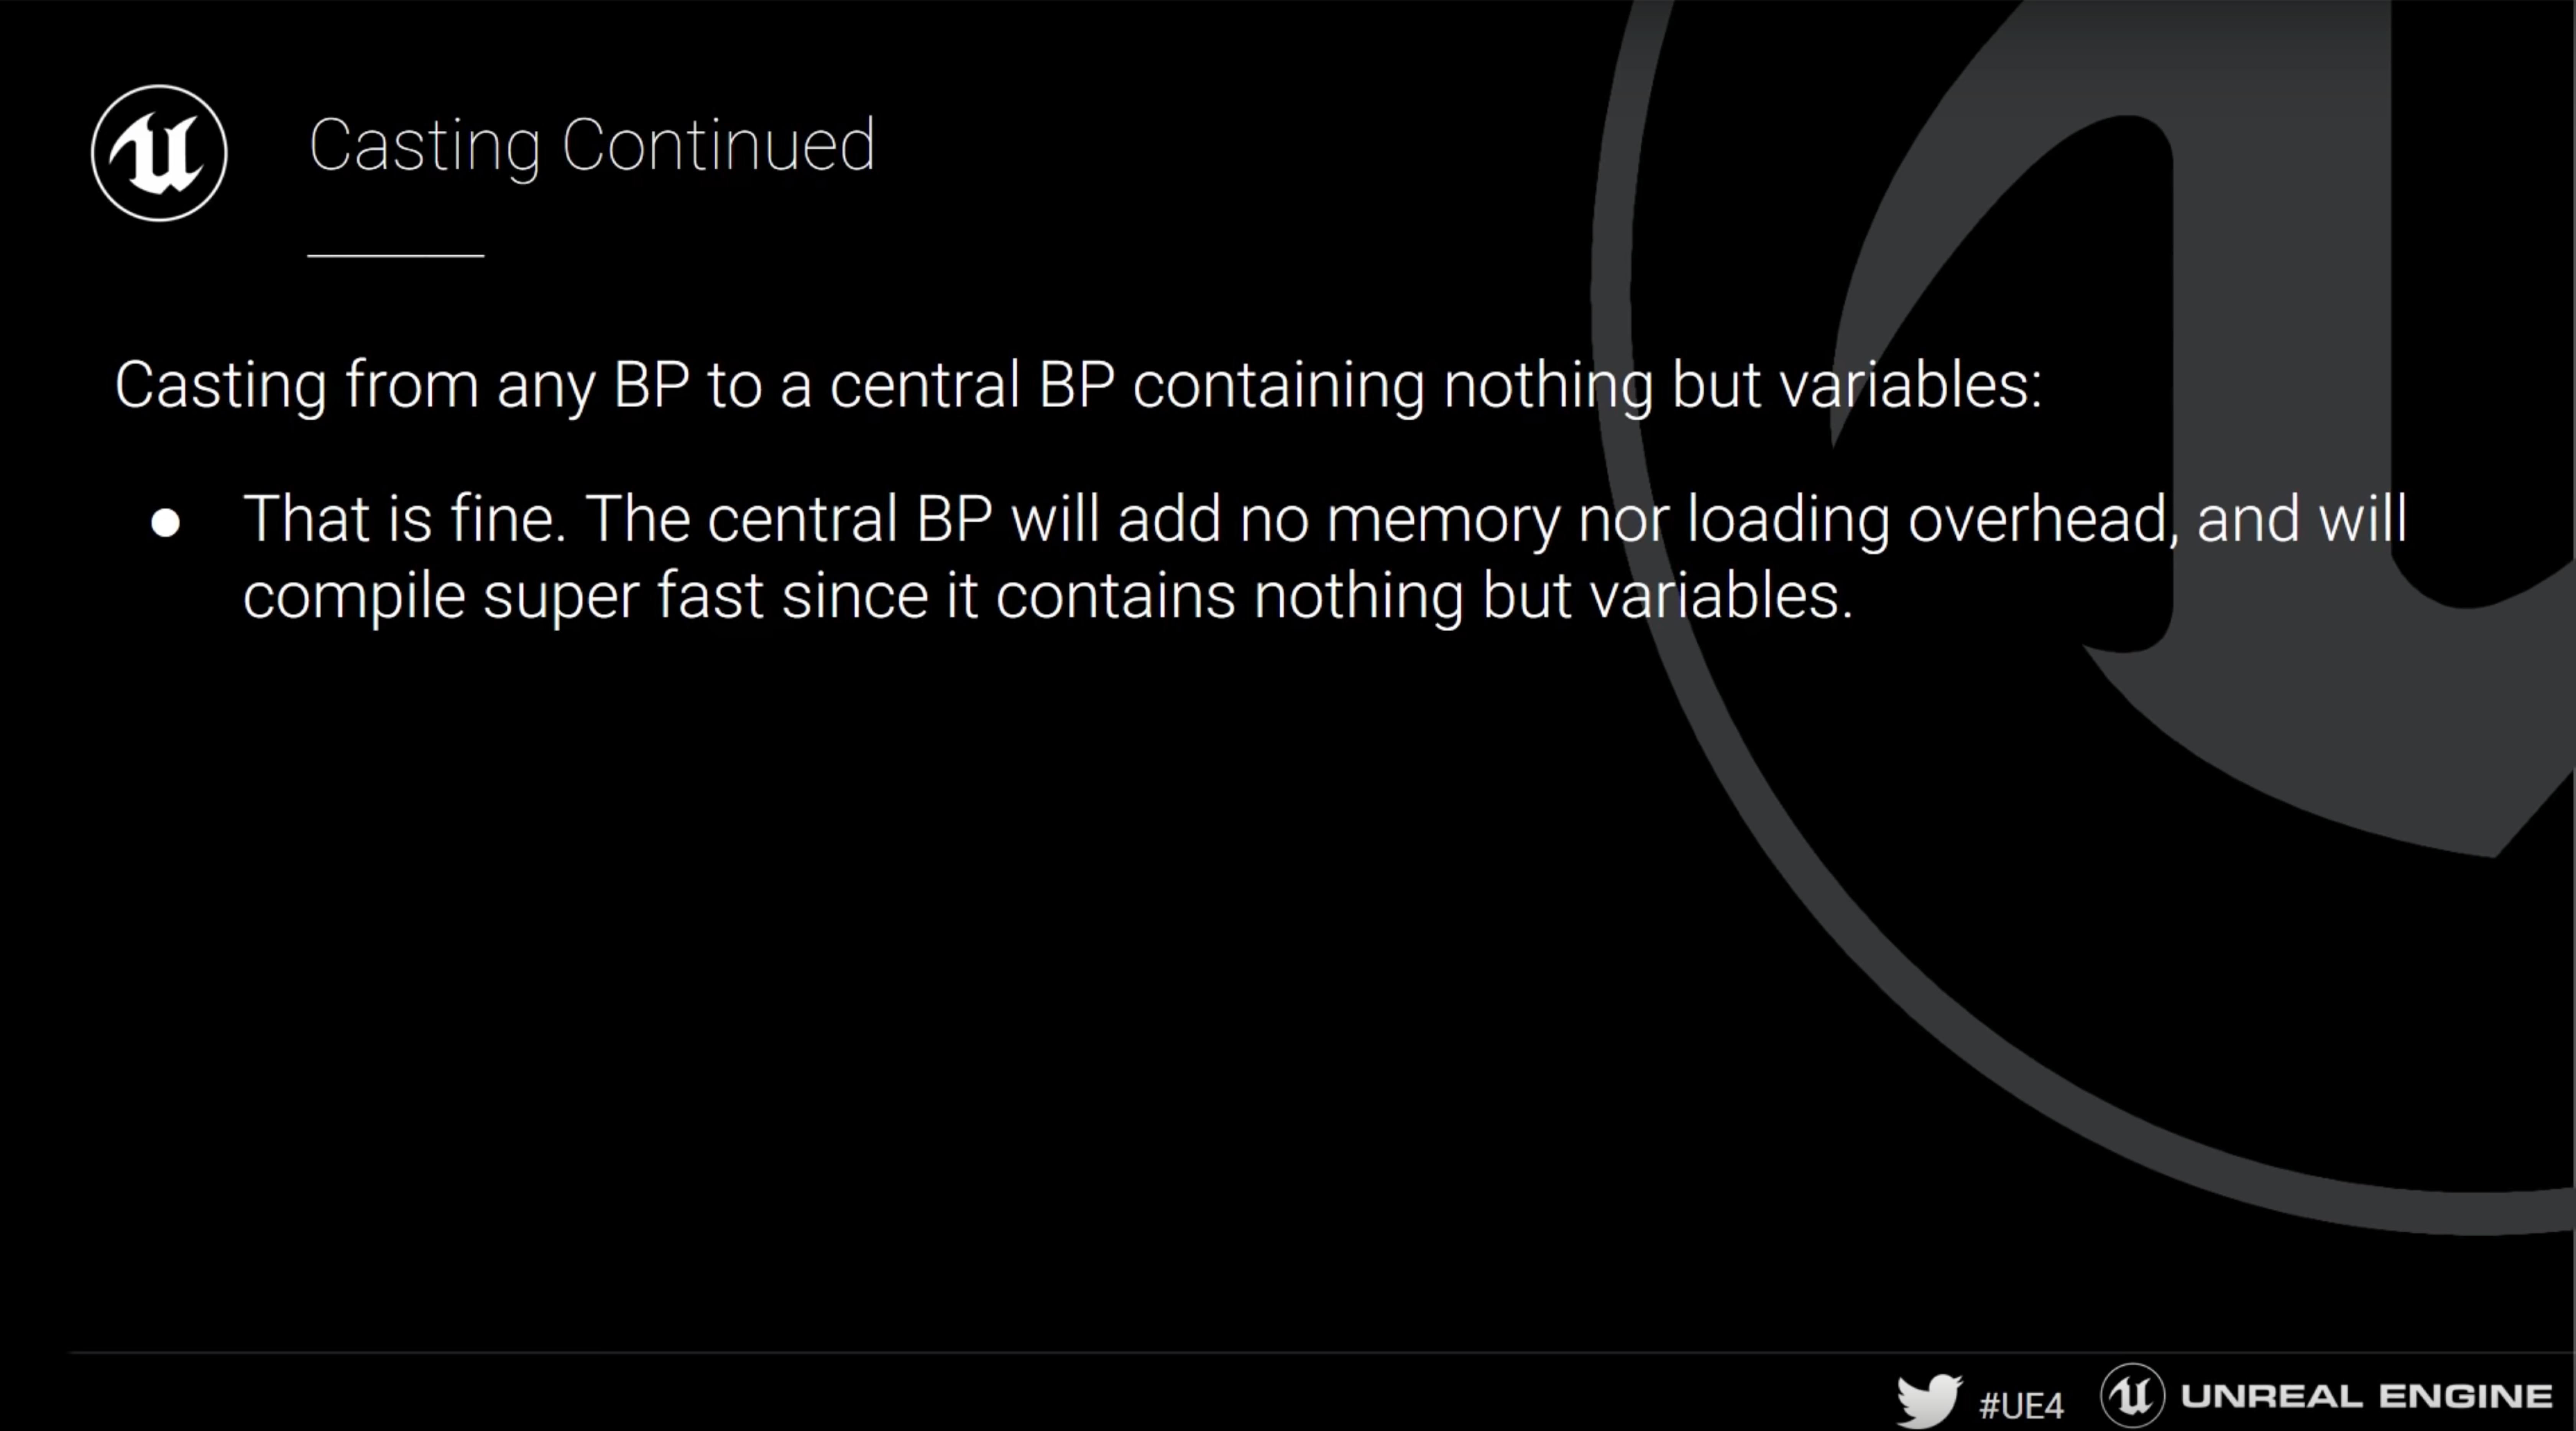 Casting Continued
Casting from any BP to a central BP containing nothing but variables:
● That is fine. The central BP will add no memory nor loading overhead, and will
compile super fast since it contains nothing but variables.
#UE4 UNREAL ENGINE